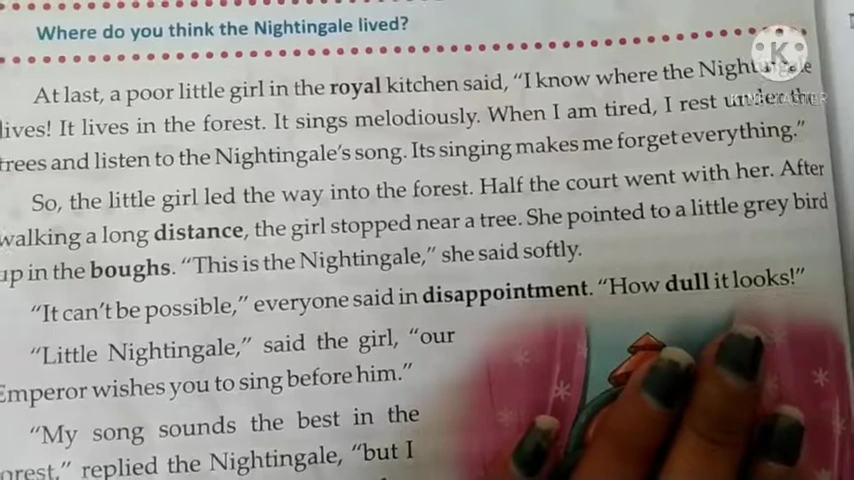 Where do you think the Nightingale lived?
At last, a poor little girl in the royal kitchen said, "I know where the Nightingale
lives! It lives in the forest. It sings melodiously. When I am tired, I rest under the
trees and listen to the Nightingale's song. Its singing makes me forget everything."
So, the little girl led the way into the forest. Half the court went with her. After
walking a long distance, the girl stopped near a tree. She pointed to a little grey bird
up in the boughs. "This is the Nightingale," she said softly.
"It can't be possible," everyone said in disappointment. "How dull it looks!"
"Little Nightingale," said the girl, "our
Emperor wishes you to sing before him."
"My song sounds the best in the
orest," replied the Nightingale, "but I
K